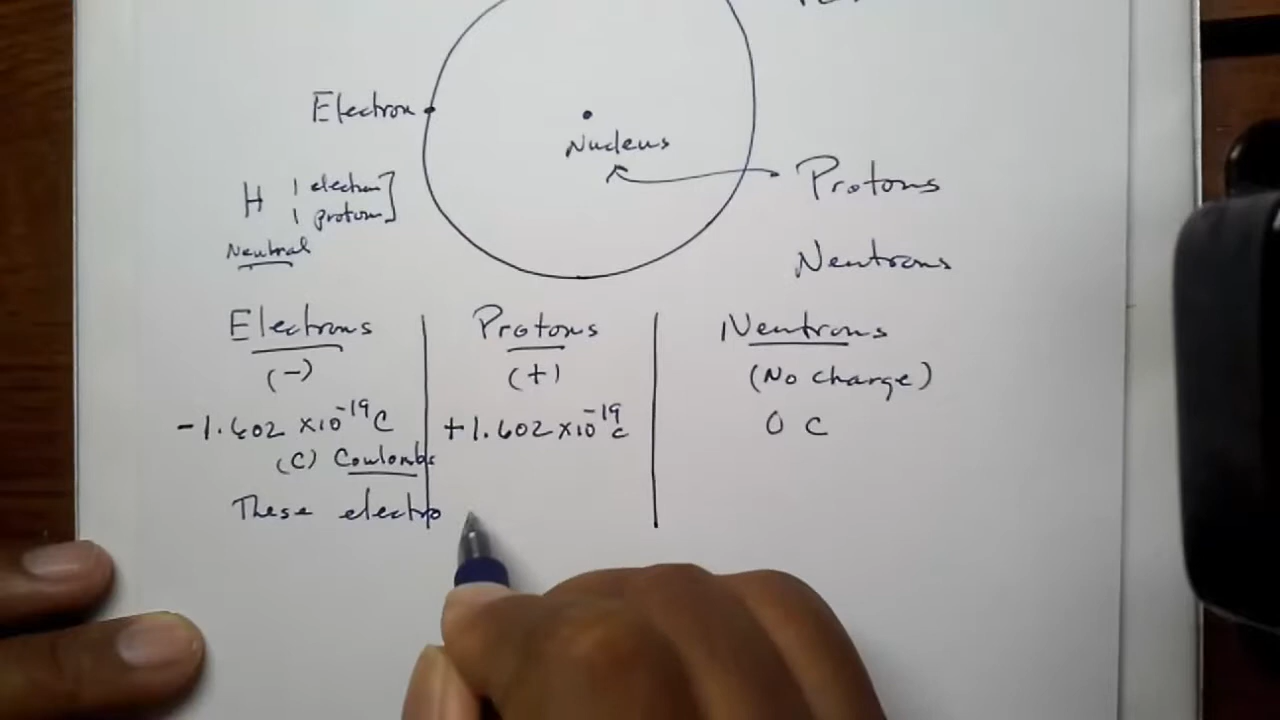 Electron
Nucleus
H 1 electron
1 proton
Neutral
Protons
Neutrons
Electrons Protons Neutrons
(-) (+) (No charge)
-1.602 ×10⁻¹⁹ C +1.602 ×10⁻¹⁹ C 0 C
(C) Coulombs
These electro